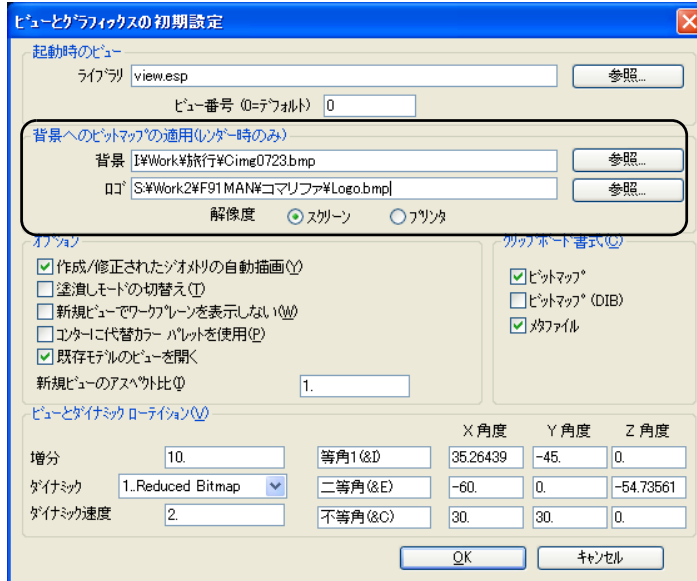 ビューとグラフィックスの初期設定
起動時のビュー
ライブラリ view.esp 参照...
ビュー番号 (0=デフォルト) 0
背景へのビットマップの適用(レンダー時のみ)
背景 I:¥Work¥旅行¥Cimg0723.bmp 参照...
ロゴ S:¥Work2¥F91MAN¥コマリファ¥Logo.bmp 参照...
解像度 スクリーン プリンタ
オプション
作成/修正されたジオメトリの自動描画(Y)
塗潰しモードの切替え(T)
新規ビューでワークプレーンを表示しない(W)
コンターに代替カラー パレットを使用(P)
既存モデルのビューを開く
新規ビューのアスペクト比(I) 1.
クリップボード書式(C)
ビットマップ
ビットマップ (DIB)
メタファイル
ビューとダイナミック ローテイション(V)
X 角度 Y 角度 Z 角度
増分 10. 等角1(&I) 35.26439 -45. 0.
ダイナミック 1..Reduced Bitmap 二等角(&E) -60. 0. -54.73561
ダイナミック速度 2. 不等角(&C) 30. 30. 0.
OK キャンセル